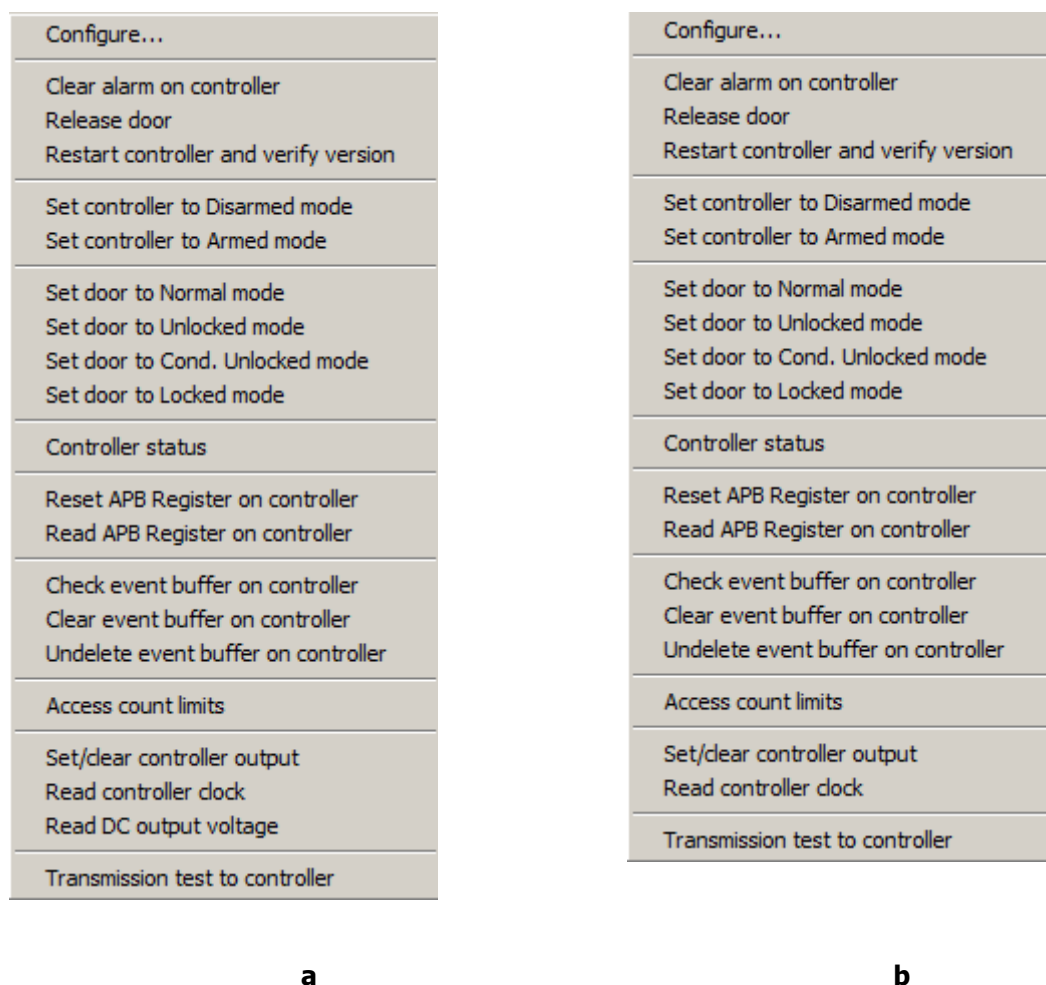 Configure...
Clear alarm on controller
Release door
Restart controller and verify version
Set controller to Disarmed mode
Set controller to Armed mode
Set door to Normal mode
Set door to Unlocked mode
Set door to Cond. Unlocked mode
Set door to Locked mode
Controller status
Reset APB Register on controller
Read APB Register on controller
Check event buffer on controller
Clear event buffer on controller
Undelete event buffer on controller
Access count limits
Set/clear controller output
Read controller clock
Read DC output voltage
Transmission test to controller
a
Configure...
Clear alarm on controller
Release door
Restart controller and verify version
Set controller to Disarmed mode
Set controller to Armed mode
Set door to Normal mode
Set door to Unlocked mode
Set door to Cond. Unlocked mode
Set door to Locked mode
Controller status
Reset APB Register on controller
Read APB Register on controller
Check event buffer on controller
Clear event buffer on controller
Undelete event buffer on controller
Access count limits
Set/clear controller output
Read controller clock
Transmission test to controller
b